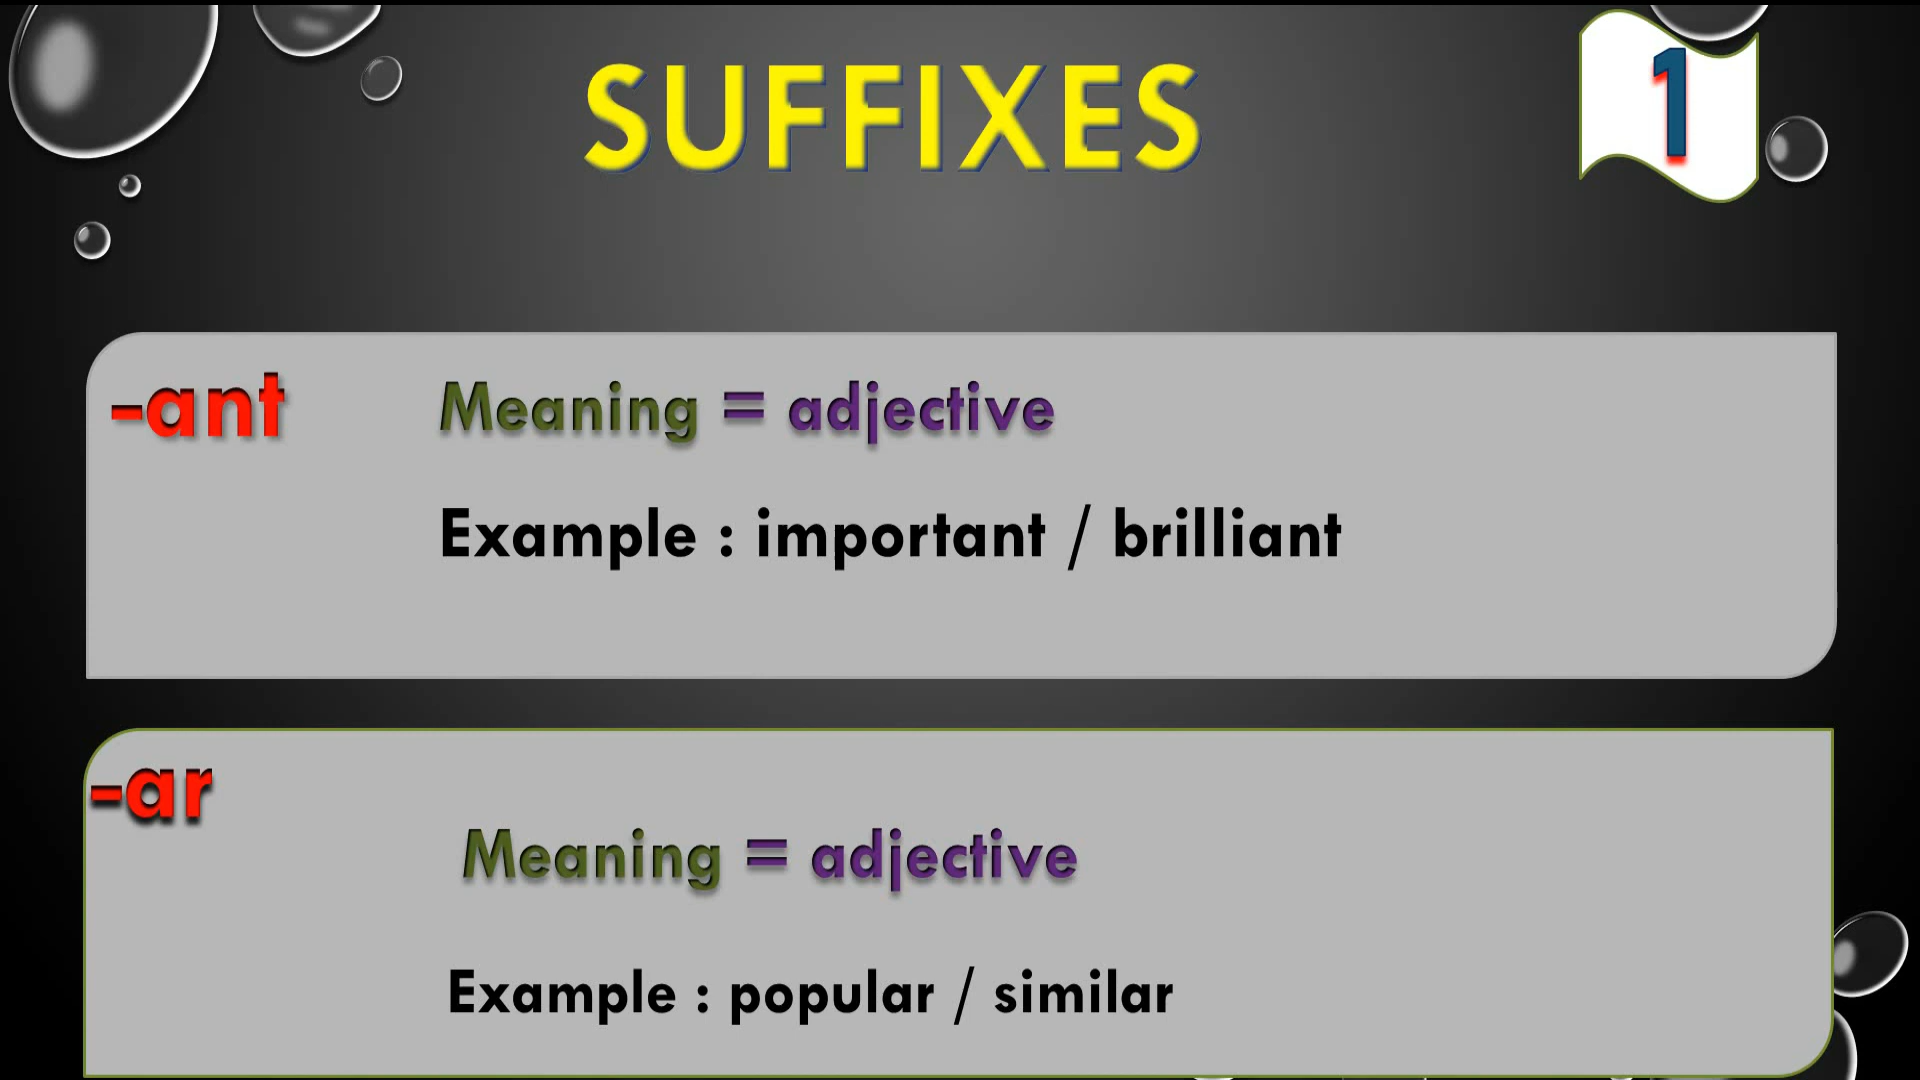 SUFFIXES
1
-ant
Meaning = adjective
Example : important / brilliant
-ar
Meaning = adjective
Example : popular / similar